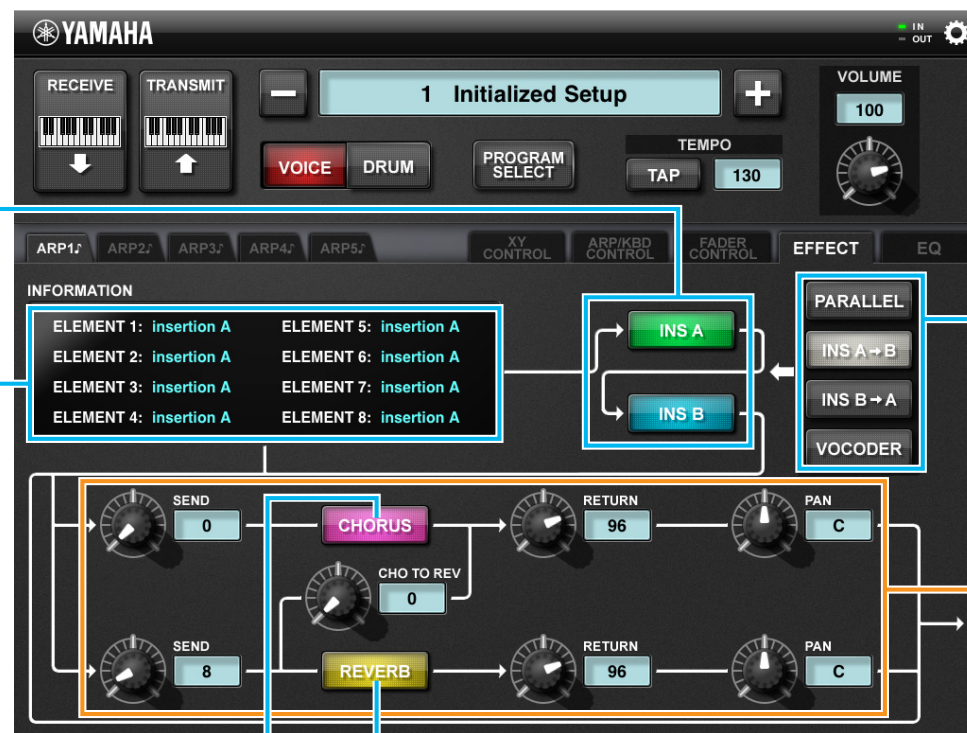 YAMAHA
IN
OUT
RECEIVE
TRANSMIT
1 Initialized Setup
VOLUME
100
VOICE
DRUM
PROGRAM
SELECT
TEMPO
TAP
130
ARP1♪
ARP2♪
ARP3♪
ARP4♪
ARP5♪
XY
CONTROL
ARP/KBD
CONTROL
FADER
CONTROL
EFFECT
EQ
INFORMATION
ELEMENT 1: insertion A
ELEMENT 5: insertion A
ELEMENT 2: insertion A
ELEMENT 6: insertion A
ELEMENT 3: insertion A
ELEMENT 7: insertion A
ELEMENT 4: insertion A
ELEMENT 8: insertion A
INS A
INS B
PARALLEL
INS A→B
INS B→A
VOCODER
SEND
0
CHORUS
RETURN
96
PAN
C
CHO TO REV
0
SEND
8
REVERB
RETURN
96
PAN
C